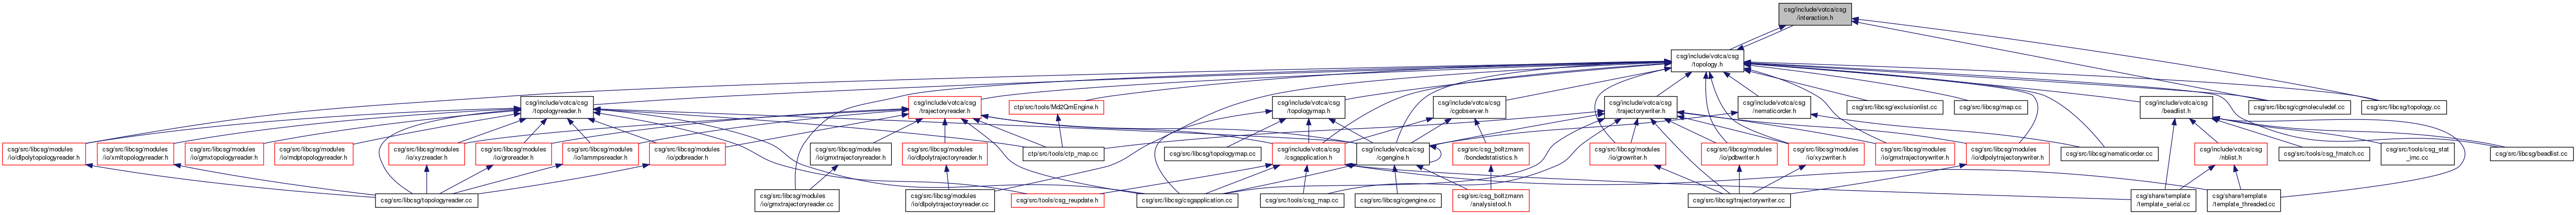 csg/include/votca/csg
/interaction.h
csg/include/votca/csg
/topology.h
csg/include/votca/csg
/topologyreader.h
csg/include/votca/csg
/trajectoryreader.h
ctp/src/tools/Md2QmEngine.h
csg/include/votca/csg
/topologymap.h
csg/include/votca/csg
/cgobserver.h
csg/include/votca/csg
/trajectorywriter.h
csg/include/votca/csg
/nematicorder.h
csg/src/libcsg/exclusionlist.cc
csg/src/libcsg/map.cc
csg/include/votca/csg
/beadlist.h
csg/src/libcsg/cgmoleculedef.cc
csg/src/libcsg/topology.cc
csg/src/libcsg/modules
/io/dlpolytopologyreader.h
csg/src/libcsg/modules
/io/xmltopologyreader.h
csg/src/libcsg/modules
/io/gmxtopologyreader.h
csg/src/libcsg/modules
/io/mdptopologyreader.h
csg/src/libcsg/modules
/io/xyzreader.h
csg/src/libcsg/modules
/io/groreader.h
csg/src/libcsg/modules
/io/lammpsreader.h
csg/src/libcsg/modules
/io/pdbreader.h
csg/src/libcsg/modules
/io/gmxtrajectoryreader.h
csg/src/libcsg/modules
/io/dlpolytrajectoryreader.h
ctp/src/tools/ctp_map.cc
csg/src/libcsg/topologymap.cc
csg/include/votca/csg
/csgapplication.h
csg/include/votca/csg
/cgengine.h
csg/src/csg_boltzmann
/bondedstatistics.h
csg/src/libcsg/modules
/io/growriter.h
csg/src/libcsg/modules
/io/pdbwriter.h
csg/src/libcsg/modules
/io/xyzwriter.h
csg/src/libcsg/modules
/io/gmxtrajectorywriter.h
csg/src/libcsg/modules
/io/dlpolytrajectorywriter.h
csg/src/libcsg/nematicorder.cc
csg/include/votca/csg
/nblist.h
csg/src/tools/csg_fmatch.cc
csg/src/tools/csg_stat
_imc.cc
csg/src/libcsg/beadlist.cc
csg/src/libcsg/topologyreader.cc
csg/src/libcsg/modules
/io/gmxtrajectoryreader.cc
csg/src/libcsg/modules
/io/dlpolytrajectoryreader.cc
csg/src/tools/csg_reupdate.h
csg/src/libcsg/csgapplication.cc
csg/src/tools/csg_map.cc
csg/src/libcsg/cgengine.cc
csg/src/csg_boltzmann
/analysistool.h
csg/src/libcsg/trajectorywriter.cc
csg/share/template
/template_serial.cc
csg/share/template
/template_threaded.cc